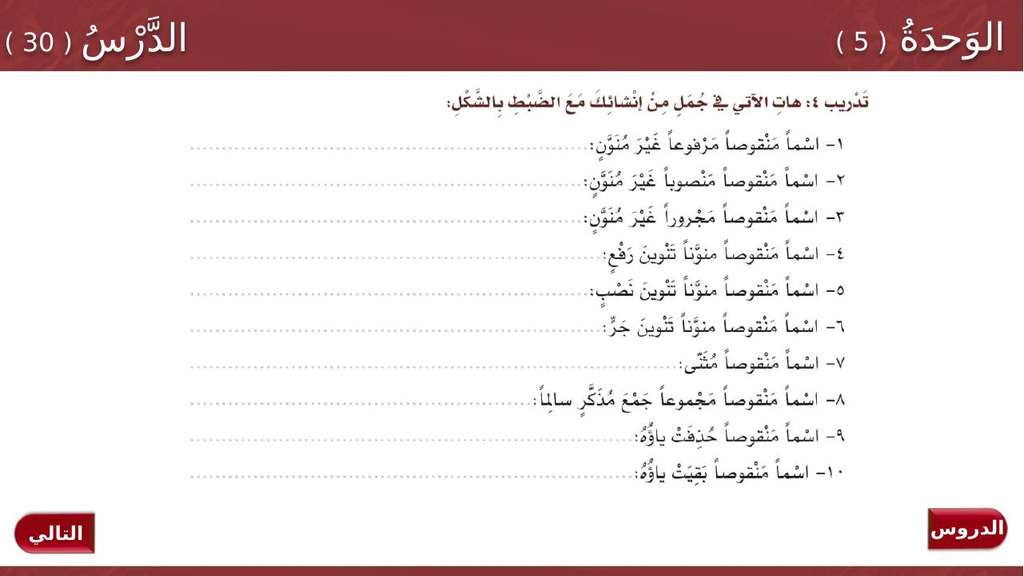 الوَحدَةُ ( 5 )
الدَّرْسُ ( 30 )
تَدْريب ٤: هاتِ الآتي في جُمَلٍ مِنْ إنْشائِكَ مَعَ الضَّبْطِ بِالشَّكْلِ:
١- اسْماً مَنْقوصاً مَرْفوعاً غَيْرَ مُنَوَّنٍ:
٢- اسْماً مَنْقوصاً مَنْصوباً غَيْرَ مُنَوَّنٍ:
٣- اسْماً مَنْقوصاً مَجْروراً غَيْرَ مُنَوَّنٍ:
٤- اسْماً مَنْقوصاً منوَّناً تَنْوينَ رَفْعٍ:
٥- اسْماً مَنْقوصاً منوَّناً تَنْوينَ نَصْبٍ:
٦- اسْماً مَنْقوصاً منوَّناً تَنْوينَ جَرٍّ:
٧- اسْماً مَنْقوصاً مُثَنّى:
٨- اسْماً مَنْقوصاً مَجْموعاً جَمْعَ مُذَكَّرٍ سالِماً:
٩- اسْماً مَنْقوصاً حُذِفَتْ ياؤُهُ:
١٠- اسْماً مَنْقوصاً بَقِيَتْ ياؤُهُ:
الدروس
التالي